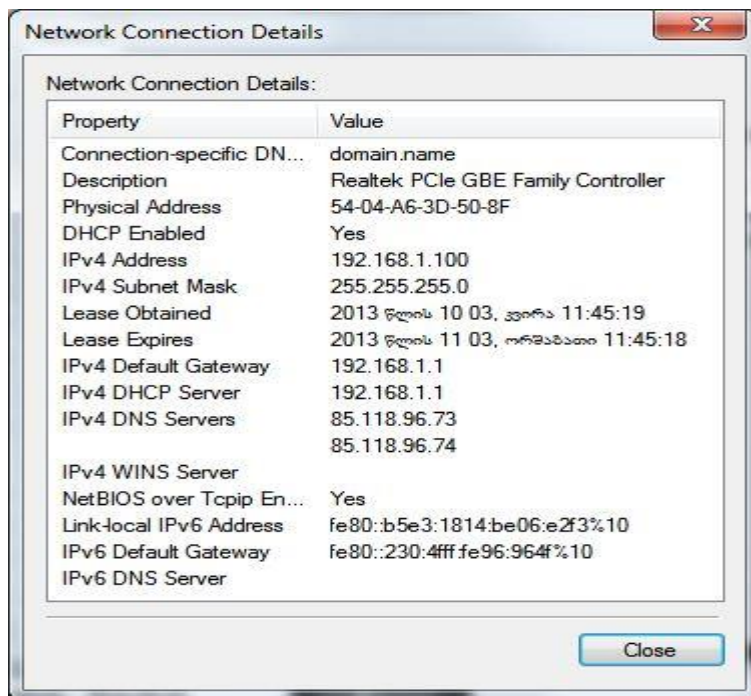 Network Connection Details
Network Connection Details:
Property Value
Connection-specific DN... domain.name
Description Realtek PCIe GBE Family Controller
Physical Address 54-04-A6-3D-50-8F
DHCP Enabled Yes
IPv4 Address 192.168.1.100
IPv4 Subnet Mask 255.255.255.0
Lease Obtained 2013 წლის 10 03, კვირა 11:45:19
Lease Expires 2013 წლის 11 03, ორშაბათი 11:45:18
IPv4 Default Gateway 192.168.1.1
IPv4 DHCP Server 192.168.1.1
IPv4 DNS Servers 85.118.96.73
85.118.96.74
IPv4 WINS Server
NetBIOS over Tcpip En... Yes
Link-local IPv6 Address fe80::b5e3:1814:be06:e2f3%10
IPv6 Default Gateway fe80::230:4fff:fe96:964f%10
IPv6 DNS Server
Close